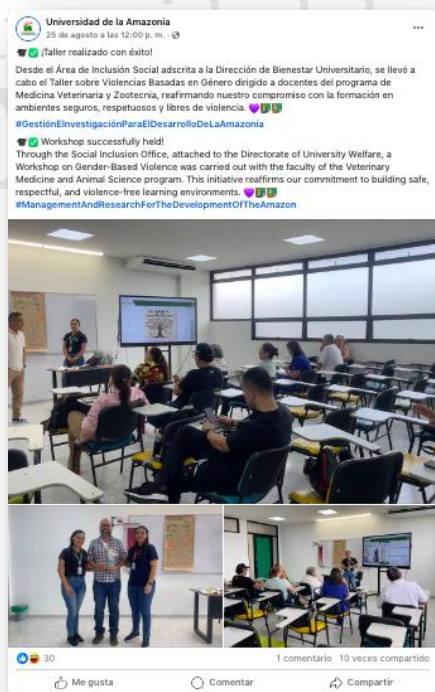 Universidad de la Amazonia
25 de agosto a las 12:00 p. m. ·
¡Taller realizado con éxito!
Desde el Área de Inclusión Social adscrita a la Dirección de Bienestar Universitario, se llevó a
cabo el Taller sobre Violencias Basadas en Género dirigido a docentes del programa de
Medicina Veterinaria y Zootecnia, reafirmando nuestro compromiso con la formación en
ambientes seguros, respetuosos y libres de violencia.
#GestiónEInvestigaciónParaElDesarrolloDeLaAmazonía
Workshop successfully held!
Through the Social Inclusion Office, attached to the Directorate of University Welfare, a
Workshop on Gender-Based Violence was carried out with the faculty of the Veterinary
Medicine and Animal Science program. This initiative reaffirms our commitment to building safe,
respectful, and violence-free learning environments.
#ManagementAndResearchForTheDevelopmentOfTheAmazon
30
1 comentario 10 veces compartido
Me gusta Comentar Compartir